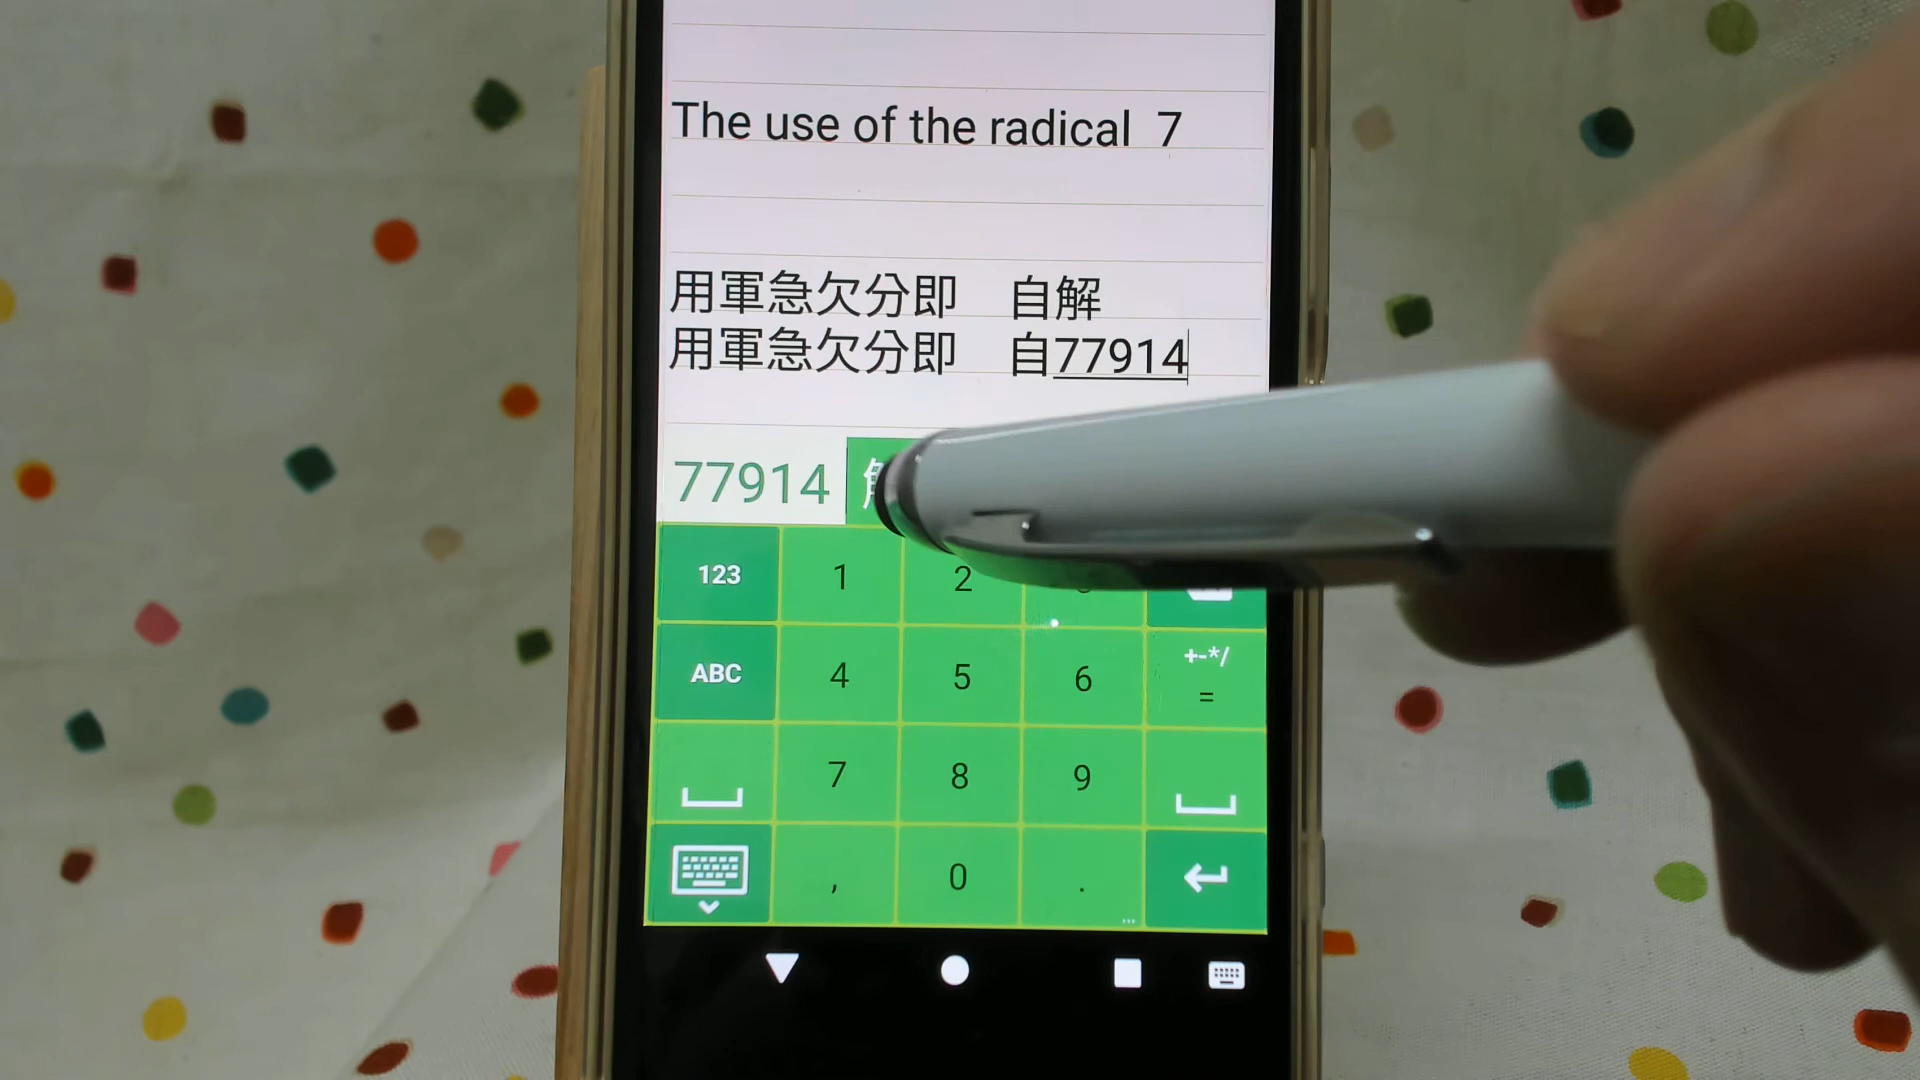 The use of the radical 7
用軍急欠分即 自解
用軍急欠分即 自77914
77914
123 1 2
ABC 4 5 6 +-*/ =
7 8 9
, 0 . ...